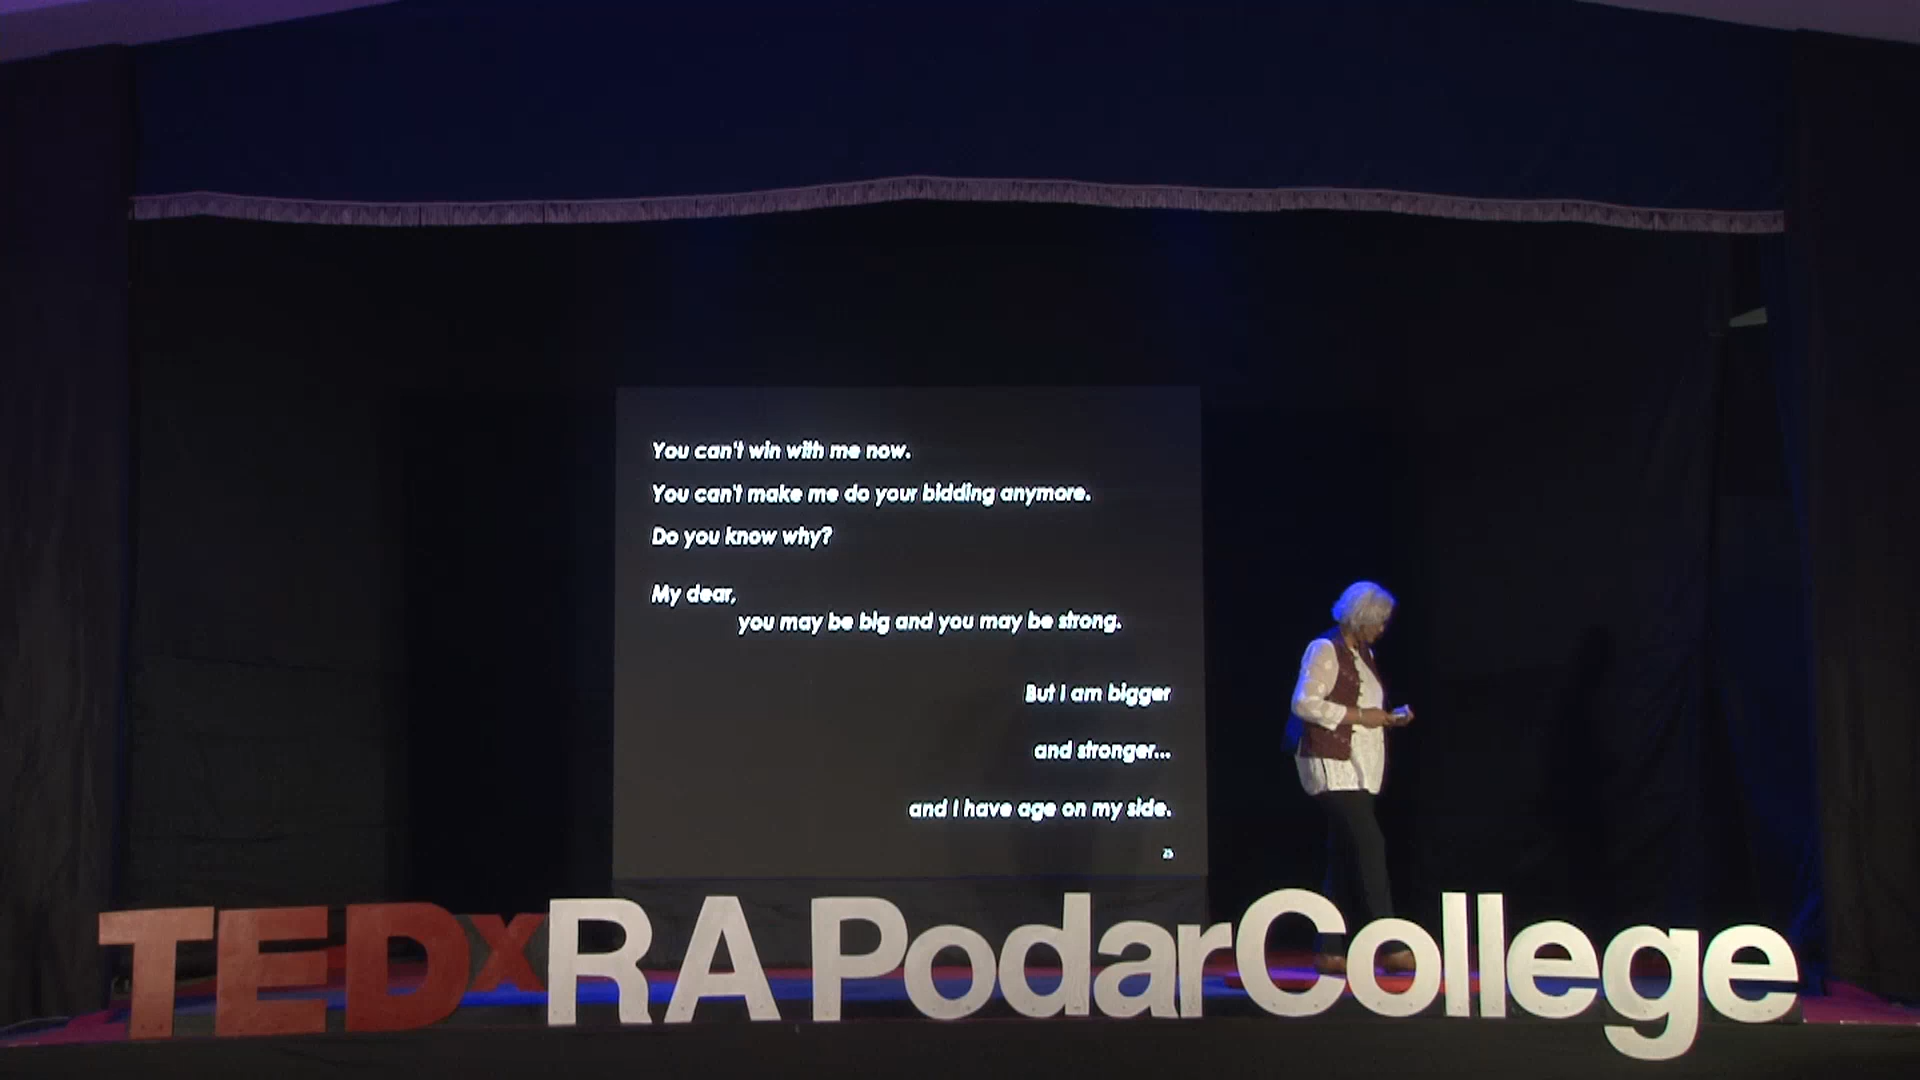 You can't win with me now.
You can't make me do your bidding anymore.
Do you know why?
My dear,
you may be big and you may be strong.
But I am bigger
and stronger...
and I have age on my side.
25
TEDxRAPodarCollege